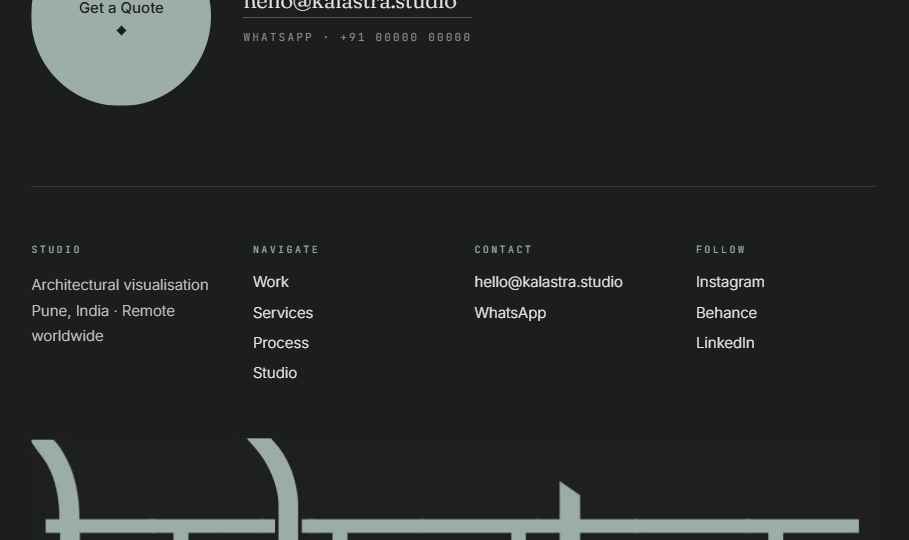 Get a Quote
hello@kalastra.studio
WHATSAPP · +91 00000 00000
STUDIO
Architectural visualisation
Pune, India · Remote
worldwide
NAVIGATE
Work
Services
Process
Studio
CONTACT
hello@kalastra.studio
WhatsApp
FOLLOW
Instagram
Behance
LinkedIn